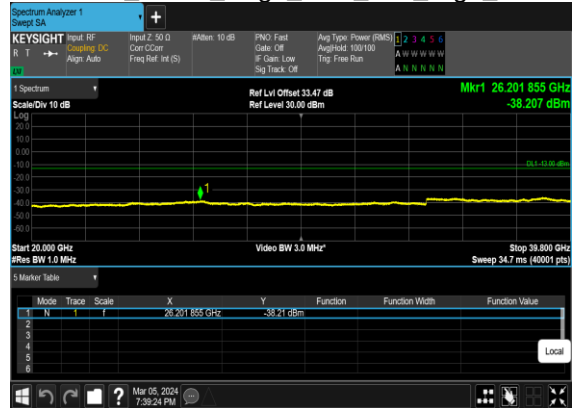 Spectrum Analyzer 1
Swept SA
+
KEYSIGHT Input: RF Input Z: 50 Ω #Atten: 10 dB PNO: Fast Avg Type: Power (RMS) 1 2 3 4 5 6
R T Coupling: DC Corr CCorr Gate: Off Avg|Hold: 100/100 A W W W W W
Align: Auto Freq Ref: Int (S) IF Gain: Low Trig: Free Run
Sig Track: Off A N N N N N
1 Spectrum Ref Lvl Offset 33.47 dB Mkr1 26.201 855 GHz
Scale/Div 10 dB Ref Level 30.00 dBm -38.207 dBm
Log
20.0
10.0
0.00
-10.0
DL1 -13.00 dBm
-20.0
-30.0
1
-40.0
-50.0
-60.0
Start 20.000 GHz Video BW 3.0 MHz* Stop 39.800 GHz
#Res BW 1.0 MHz Sweep 34.7 ms (40001 pts)
5 Marker Table
Mode Trace Scale X Y Function Function Width Function Value
1 N 1 f 26.201 855 GHz -38.21 dBm
2
3
4
5
6
Local
? Mar 05, 2024
7:39:24 PM